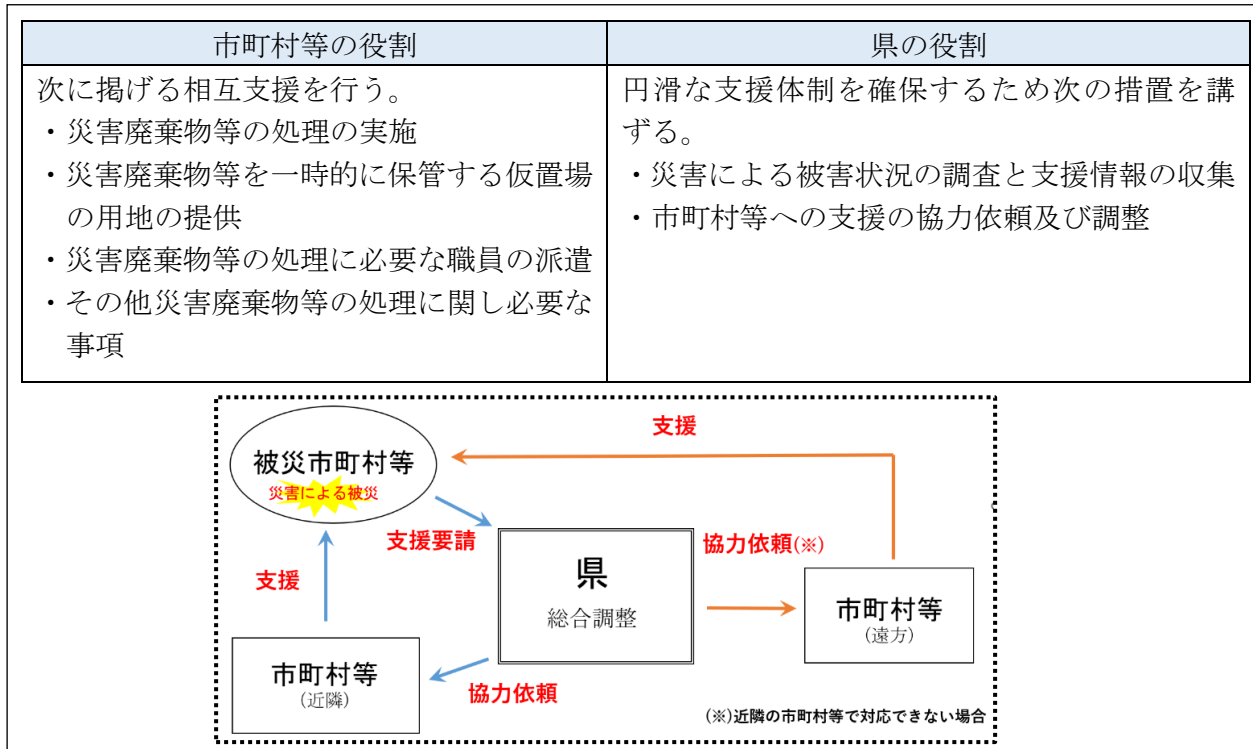 市町村等の役割
県の役割
次に掲げる相互支援を行う。
・災害廃棄物等の処理の実施
・災害廃棄物等を一時的に保管する仮置場
の用地の提供
・災害廃棄物等の処理に必要な職員の派遣
・その他災害廃棄物等の処理に関し必要な
事項
円滑な支援体制を確保するため次の措置を講
ずる。
・災害による被害状況の調査と支援情報の収集
・市町村等への支援の協力依頼及び調整
支援
被災市町村等
災害による被災
支援要請
協力依頼(※)
支援
県
総合調整
市町村等
(遠方)
市町村等
(近隣)
協力依頼
(※)近隣の市町村等で対応できない場合